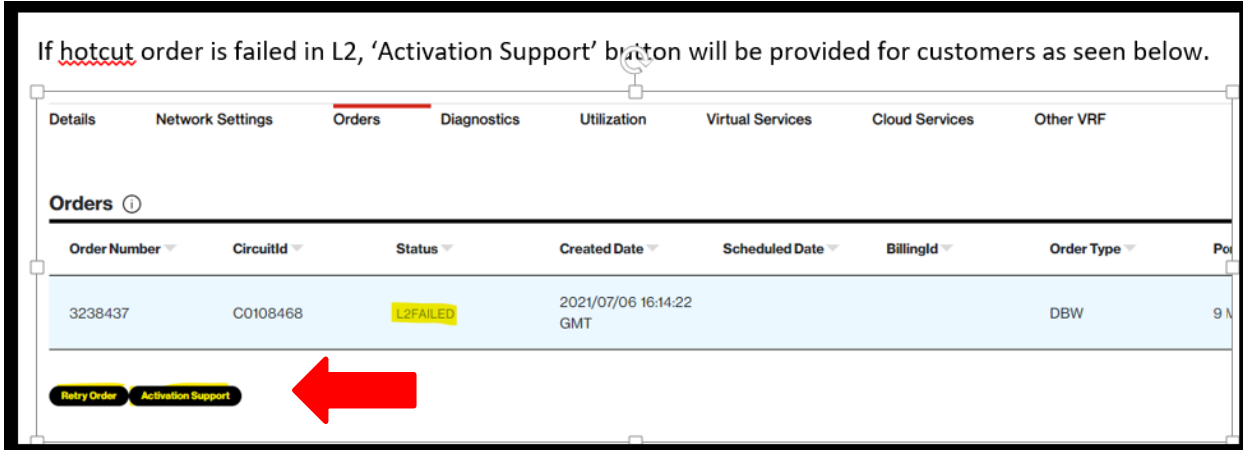 If hotcut order is failed in L2, ‘Activation Support’ button will be provided for customers as seen below.
Details Network Settings Orders Diagnostics Utilization Virtual Services Cloud Services Other VRF
Orders
Order Number CircuitId Status Created Date Scheduled Date BillingId Order Type
3238437 C0108468 L2FAILED 2021/07/06 16:14:22 DBW 9
GMT
Retry Order Activation Support